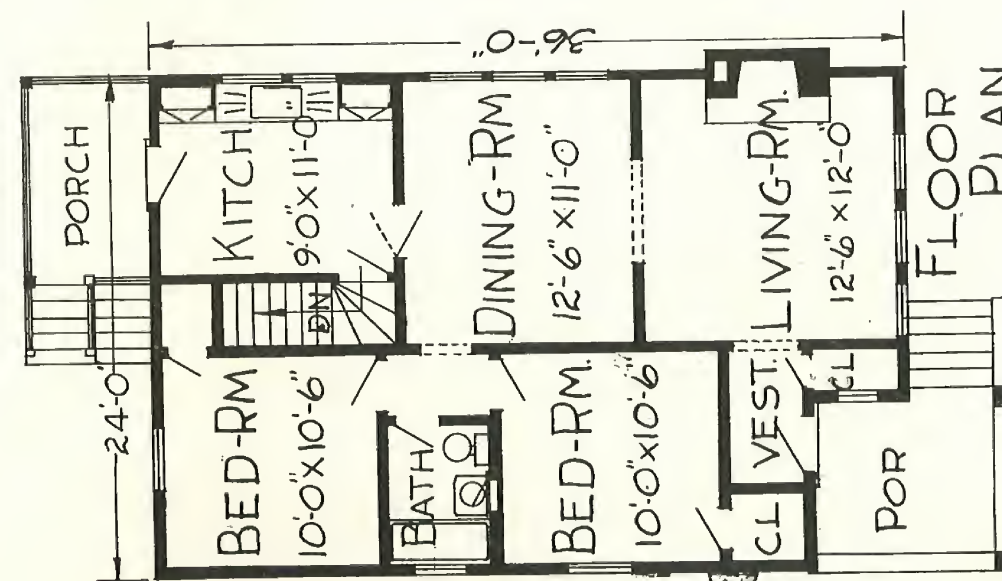 36'-0"
PORCH
24'-0"
KITCH
9'-0"X11'-0
DN
BED-RM
10'-0"X10'-6"
DINING-RM
12'-6"X11'-0"
BATH
BED-RM.
10'-0"X10'-6"
LIVING-RM.
12'-6"X12'-0"
VEST.
CL
CL
POR
FLOOR
PLAN